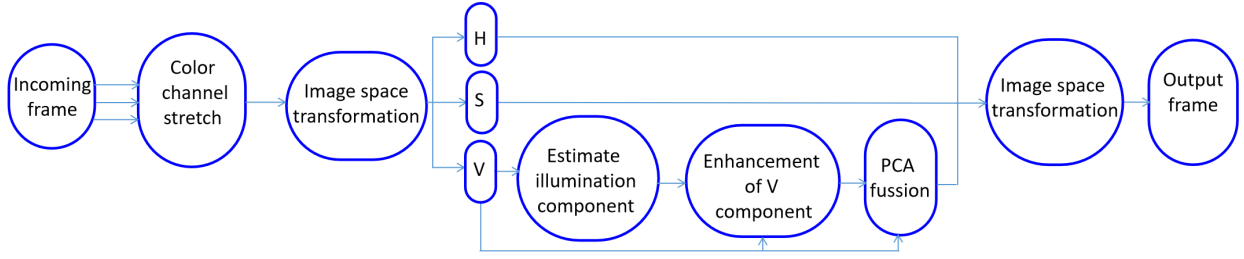 Incoming
frame
Color
channel
stretch
Image space
transformation
H
S
V
Estimate
illumination
component
Enhancement
of V
component
PCA
fussion
Image space
transformation
Output
frame